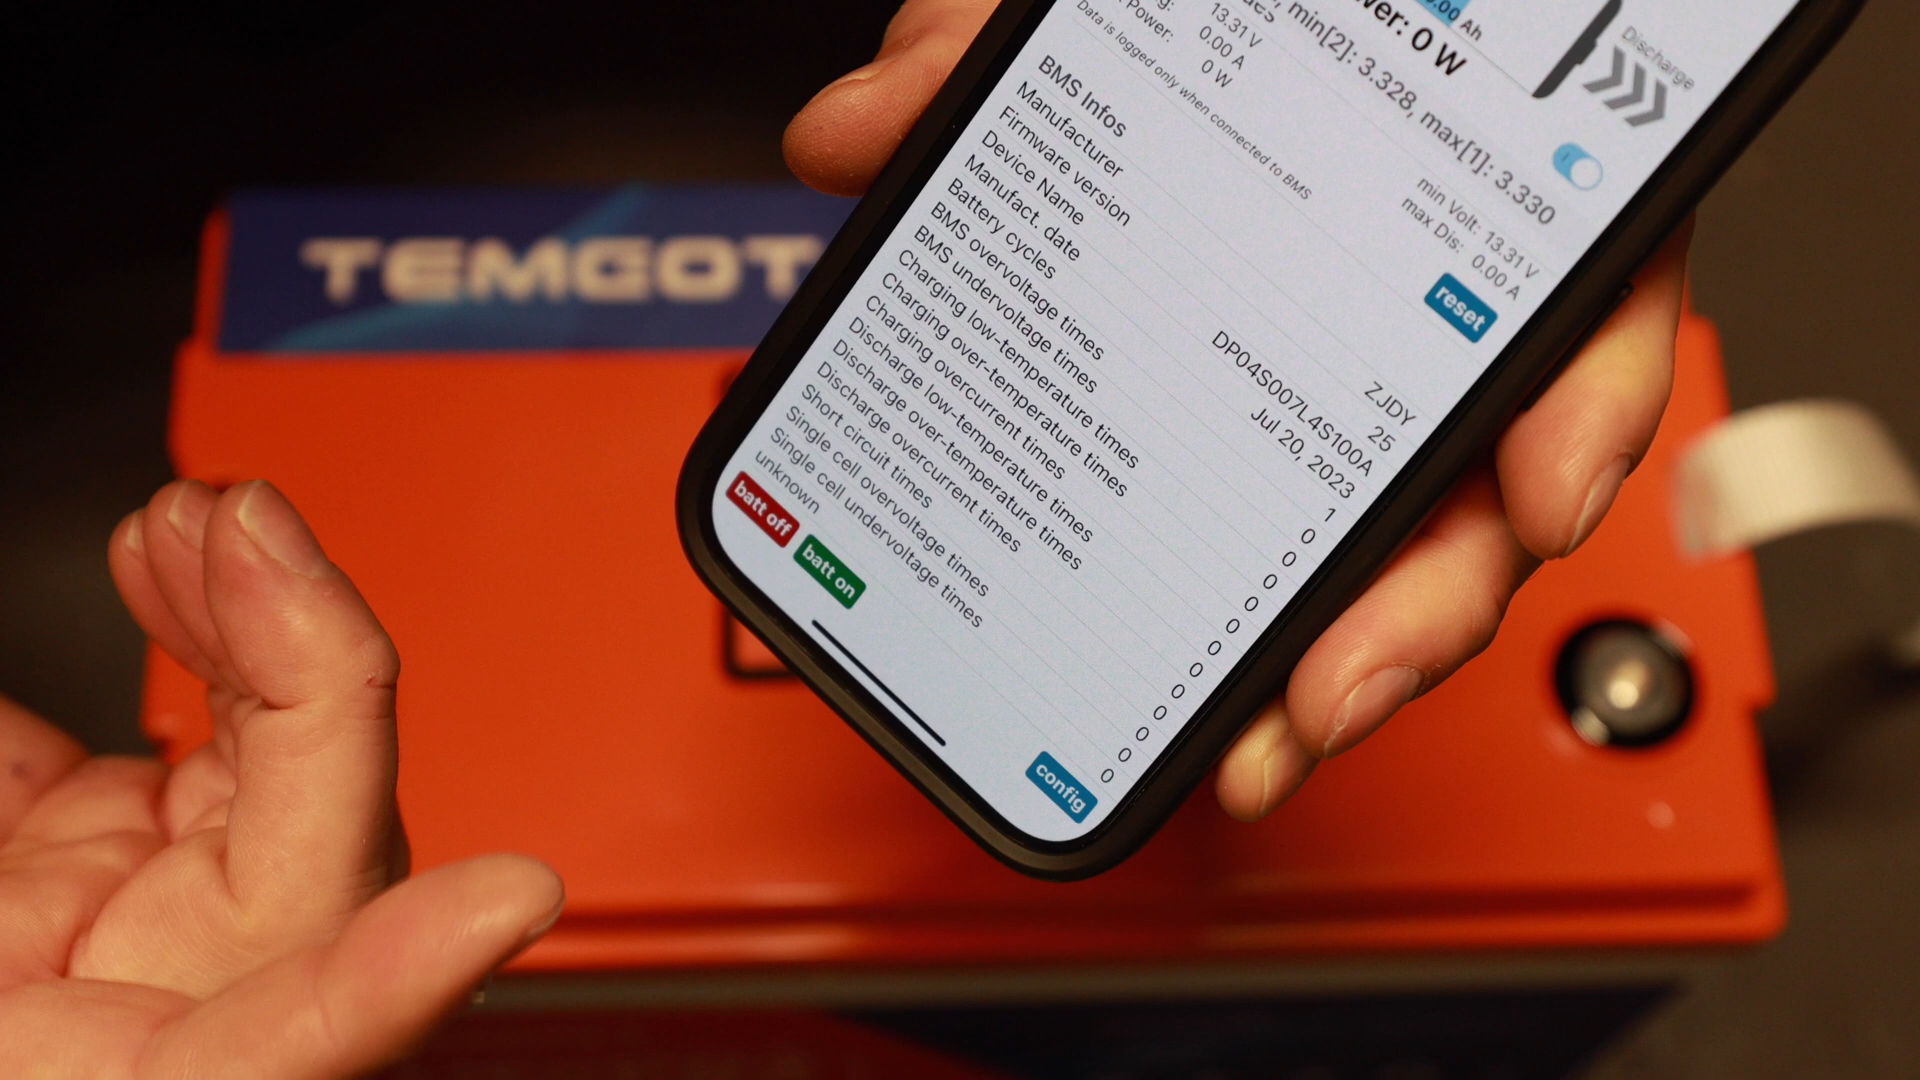 TEMGOT
.00 Ah
wer: 0 W
Discharge
min[2]: 3.328, max[1]: 3.330
13.31 V
Power: 0.00 A
0 W
min Volt: 13.31 V
max Dis: 0.00 A
Data is logged only when connected to BMS
reset
BMS Infos
Manufacturer ZJDY
Firmware version 25
Device Name DP04S007L4S100A
Manufact. date Jul 20, 2023
Battery cycles 1
BMS overvoltage times 0
BMS undervoltage times 0
Charging low-temperature times 0
Charging over-temperature times 0
Charging overcurrent times 0
Discharge low-temperature times 0
Discharge over-temperature times 0
Discharge overcurrent times 0
Short circuit times 0
Single cell overvoltage times 0
Single cell undervoltage times 0
unknown 0
batt off
batt on
config